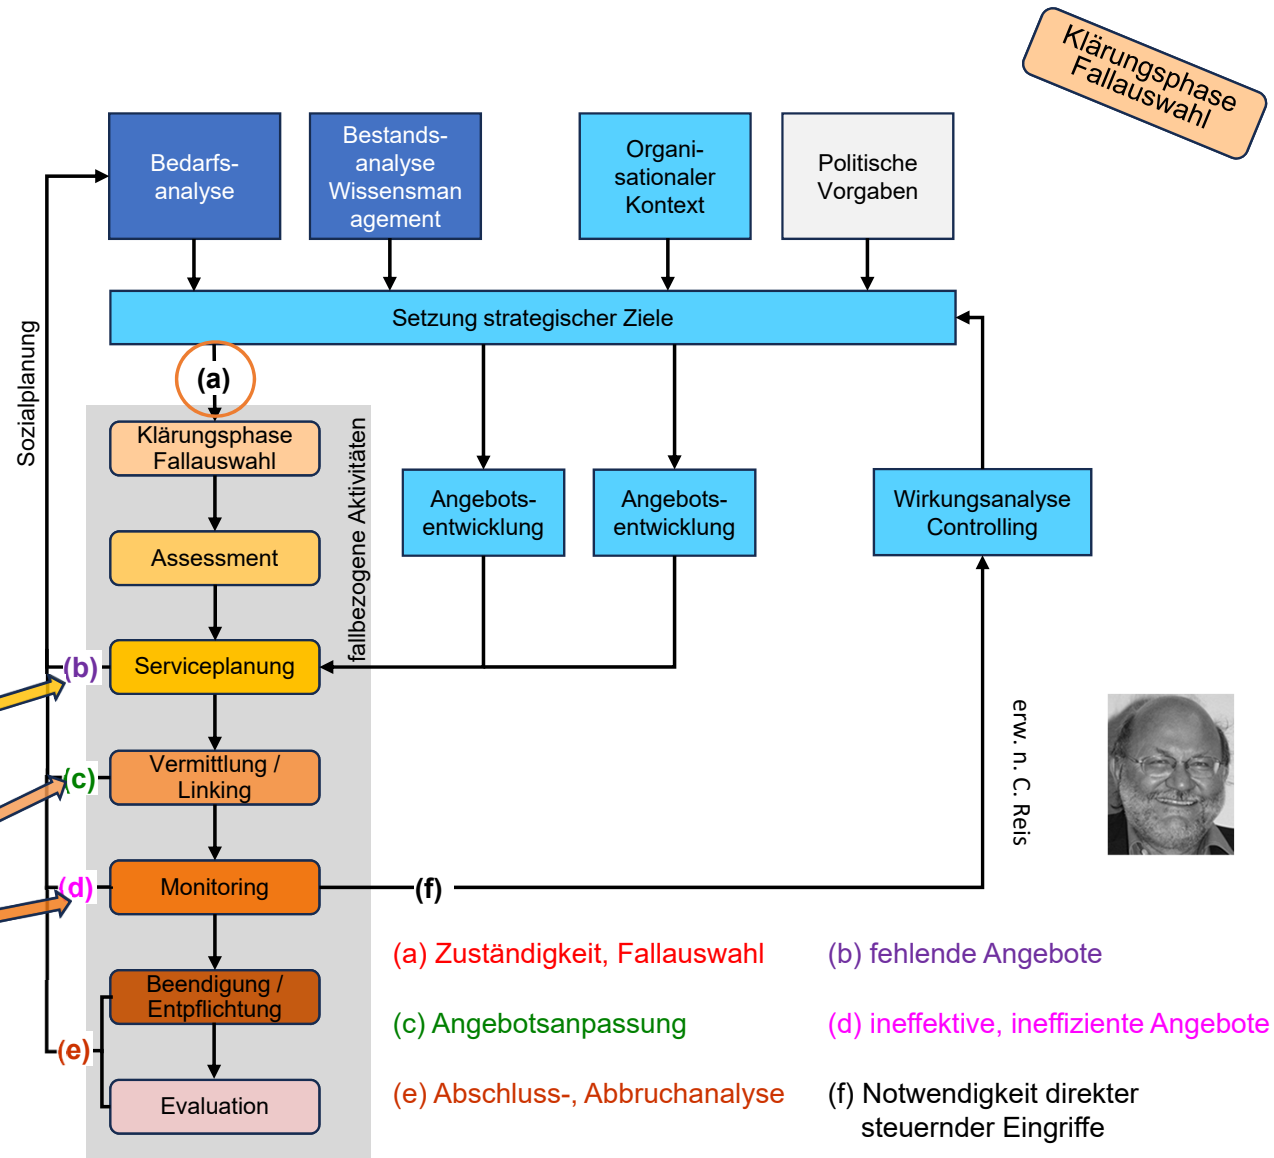 Klärungsphase
Fallauswahl
Bedarfs-
analyse
Bestands-
analyse
Wissensman
agement
Organi-
sationaler
Kontext
Politische
Vorgaben
Setzung strategischer Ziele
Sozialplanung
(a)
Klärungsphase
Fallauswahl
fallbezogene Aktivitäten
Angebots-
entwicklung
Angebots-
entwicklung
Wirkungsanalyse
Controlling
Assessment
(b)
Serviceplanung
(c)
Vermittlung /
Linking
erw. n. C. Reis
(d)
Monitoring
(f)
Beendigung /
Entpflichtung
(e)
Evaluation
(a) Zuständigkeit, Fallauswahl
(b) fehlende Angebote
(c) Angebotsanpassung
(d) ineffektive, ineffiziente Angebote
(e) Abschluss-, Abbruchanalyse
(f) Notwendigkeit direkter
steuernder Eingriffe